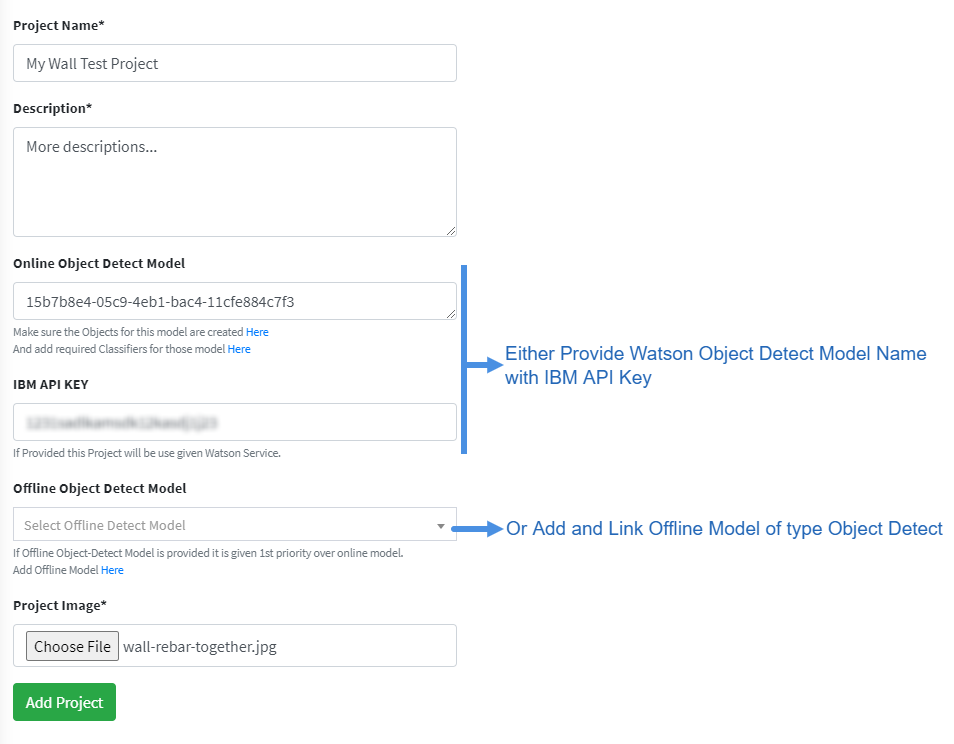 Project Name*
My Wall Test Project
Description*
More descriptions...
Online Object Detect Model
15b7b8e4-05c9-4eb1-bac4-11cfe884c7f3
Make sure the Objects for this model are created Here
And add required Classifiers for those model Here
Either Provide Watson Object Detect Model Name
with IBM API Key
IBM API KEY
If Provided this Project will be use given Watson Service.
Offline Object Detect Model
Select Offline Detect Model
Or Add and Link Offline Model of type Object Detect
If Offline Object-Detect Model is provided it is given 1st priority over online model.
Add Offline Model Here
Project Image*
Choose File wall-rebar-together.jpg
Add Project